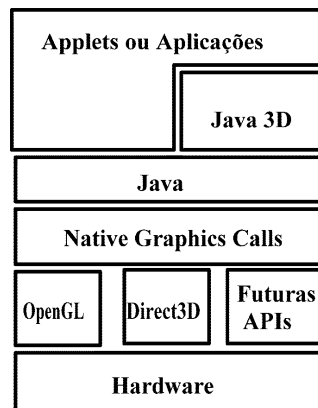 Applets ou Aplicações
Java 3D
Java
Native Graphics Calls
OpenGL
Direct3D
Futuras
APIs
Hardware